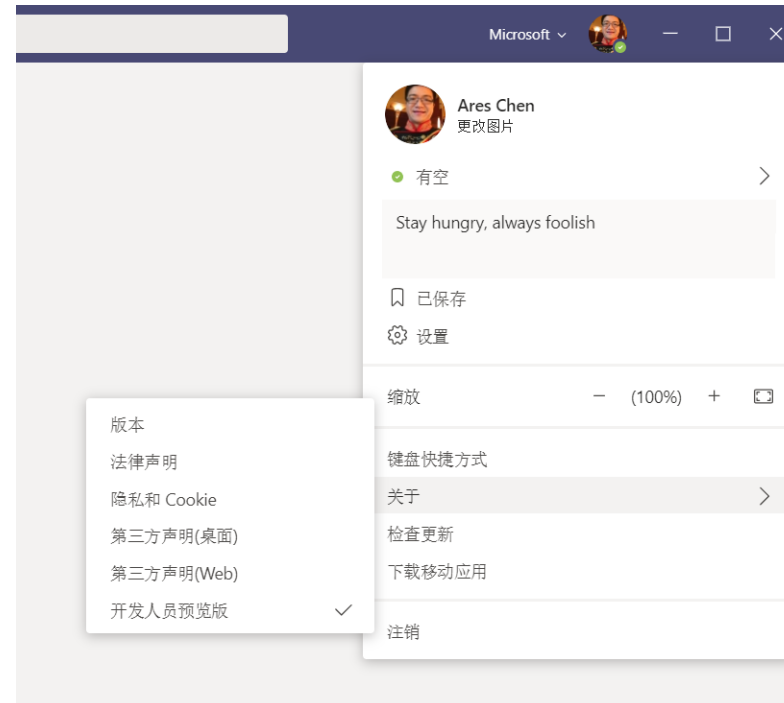 Microsoft
Ares Chen
更改图片
有空
Stay hungry, always foolish
已保存
设置
缩放 (100%)
键盘快捷方式
关于
检查更新
下载移动应用
注销
版本
法律声明
隐私和 Cookie
第三方声明(桌面)
第三方声明(Web)
开发人员预览版